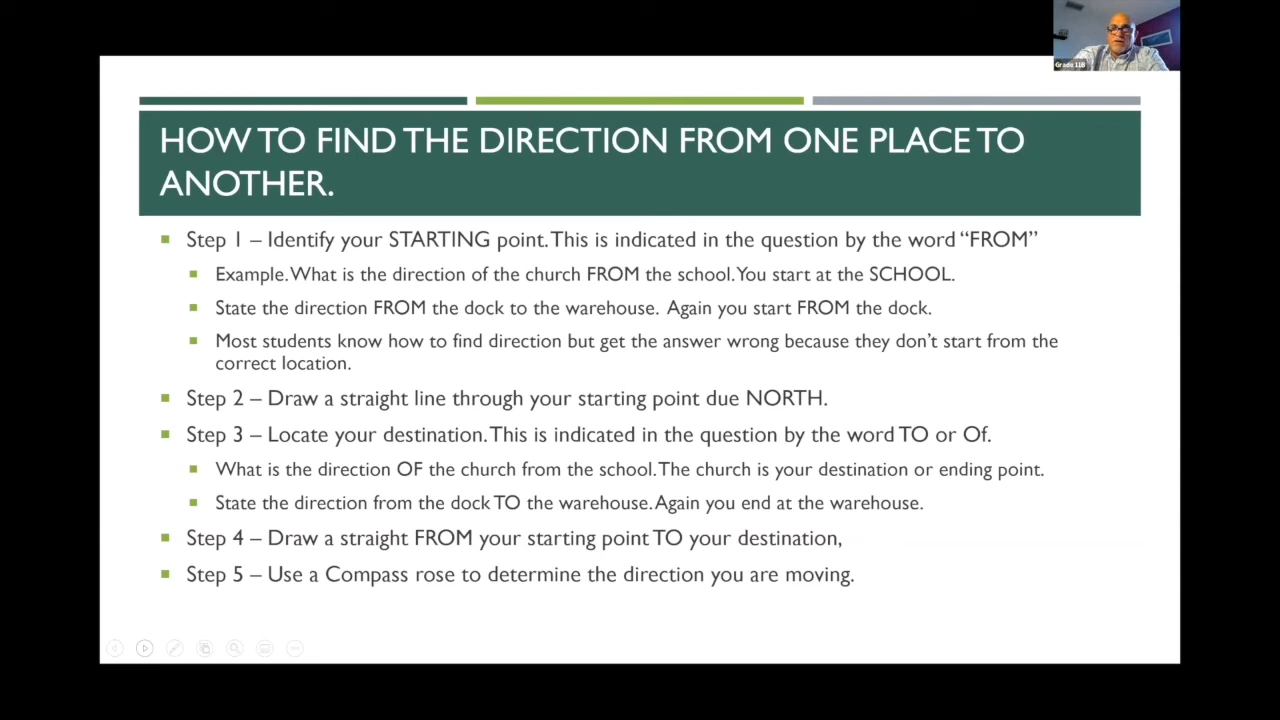 Grade 11B
HOW TO FIND THE DIRECTION FROM ONE PLACE TO
ANOTHER.
Step 1 – Identify your STARTING point. This is indicated in the question by the word “FROM”
Example. What is the direction of the church FROM the school. You start at the SCHOOL.
State the direction FROM the dock to the warehouse. Again you start FROM the dock.
Most students know how to find direction but get the answer wrong because they don’t start from the
correct location.
Step 2 – Draw a straight line through your starting point due NORTH.
Step 3 – Locate your destination. This is indicated in the question by the word TO or Of.
What is the direction OF the church from the school. The church is your destination or ending point.
State the direction from the dock TO the warehouse. Again you end at the warehouse.
Step 4 – Draw a straight FROM your starting point TO your destination,
Step 5 – Use a Compass rose to determine the direction you are moving.